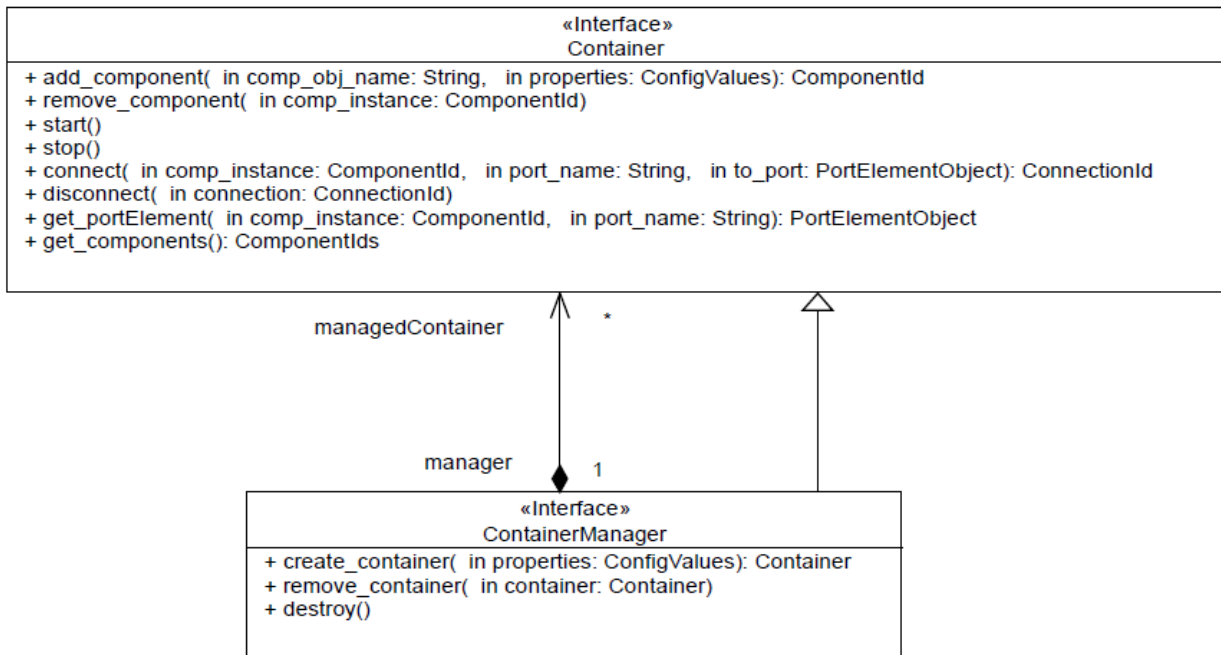 «Interface»
Container
+ add_component( in comp_obj_name: String, in properties: ConfigValues): ComponentId
+ remove_component( in comp_instance: ComponentId)
+ start()
+ stop()
+ connect( in comp_instance: ComponentId, in port_name: String, in to_port: PortElementObject): ConnectionId
+ disconnect( in connection: ConnectionId)
+ get_portElement( in comp_instance: ComponentId, in port_name: String): PortElementObject
+ get_components(): ComponentIds
managedContainer
*
manager
1
«Interface»
ContainerManager
+ create_container( in properties: ConfigValues): Container
+ remove_container( in container: Container)
+ destroy()